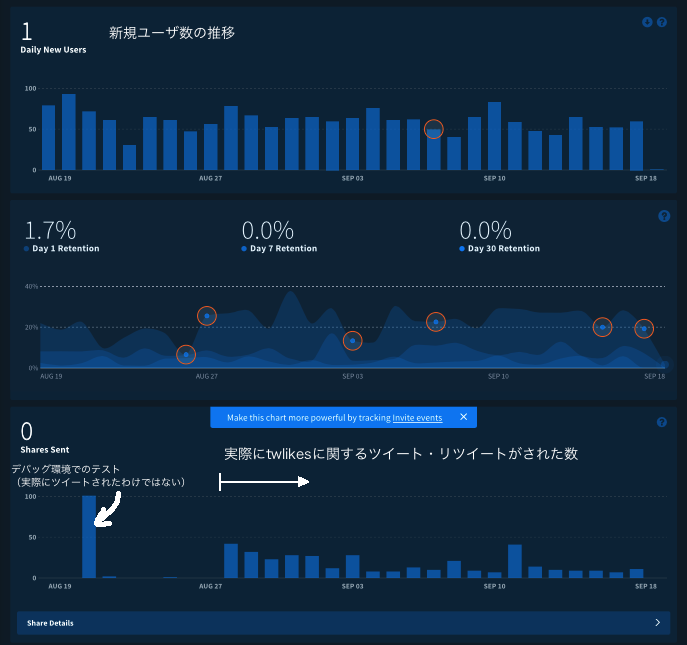 1
新規ユーザ数の推移
Daily New Users
100
50
0
AUG 19
AUG 27
SEP 03
SEP 10
SEP 18
1.7%
0.0%
0.0%
Day 1 Retention
Day 7 Retention
Day 30 Retention
40%
20%
0%
AUG 19
AUG 27
SEP 03
SEP 10
SEP 18
Make this chart more powerful by tracking Invite events
0
Shares Sent
実際にtwlikesに関するツイート・リツイートがされた数
デバッグ環境でのテスト
（実際にツイートされたわけではない）
100
50
0
AUG 19
AUG 27
SEP 03
SEP 10
SEP 18
Share Details